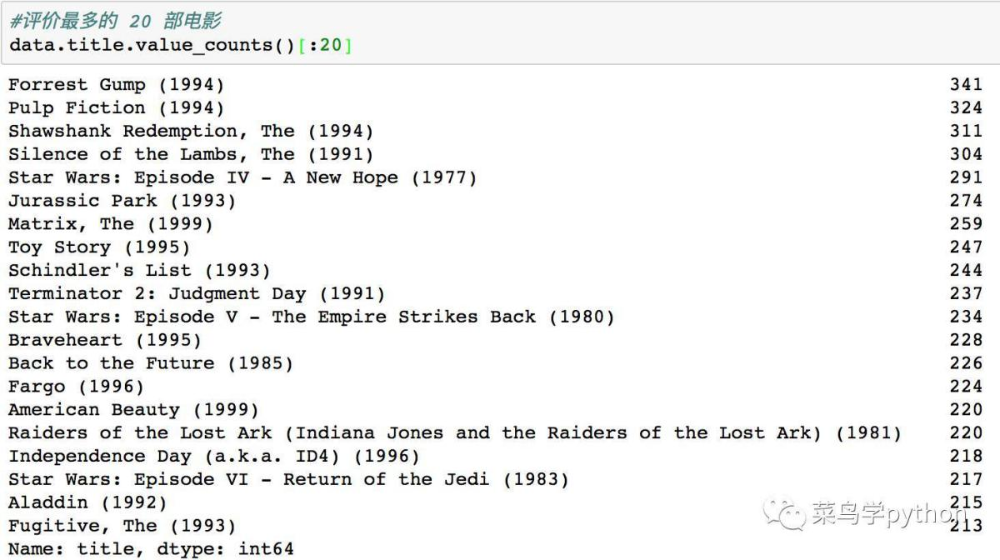 #评价最多的 20 部电影
data.title.value_counts()[:20]
Forrest Gump (1994) 341
Pulp Fiction (1994) 324
Shawshank Redemption, The (1994) 311
Silence of the Lambs, The (1991) 304
Star Wars: Episode IV - A New Hope (1977) 291
Jurassic Park (1993) 274
Matrix, The (1999) 259
Toy Story (1995) 247
Schindler's List (1993) 244
Terminator 2: Judgment Day (1991) 237
Star Wars: Episode V - The Empire Strikes Back (1980) 234
Braveheart (1995) 228
Back to the Future (1985) 226
Fargo (1996) 224
American Beauty (1999) 220
Raiders of the Lost Ark (Indiana Jones and the Raiders of the Lost Ark) (1981) 220
Independence Day (a.k.a. ID4) (1996) 218
Star Wars: Episode VI - Return of the Jedi (1983) 217
Aladdin (1992) 215
Fugitive, The (1993) 213
Name: title, dtype: int64
菜鸟学python